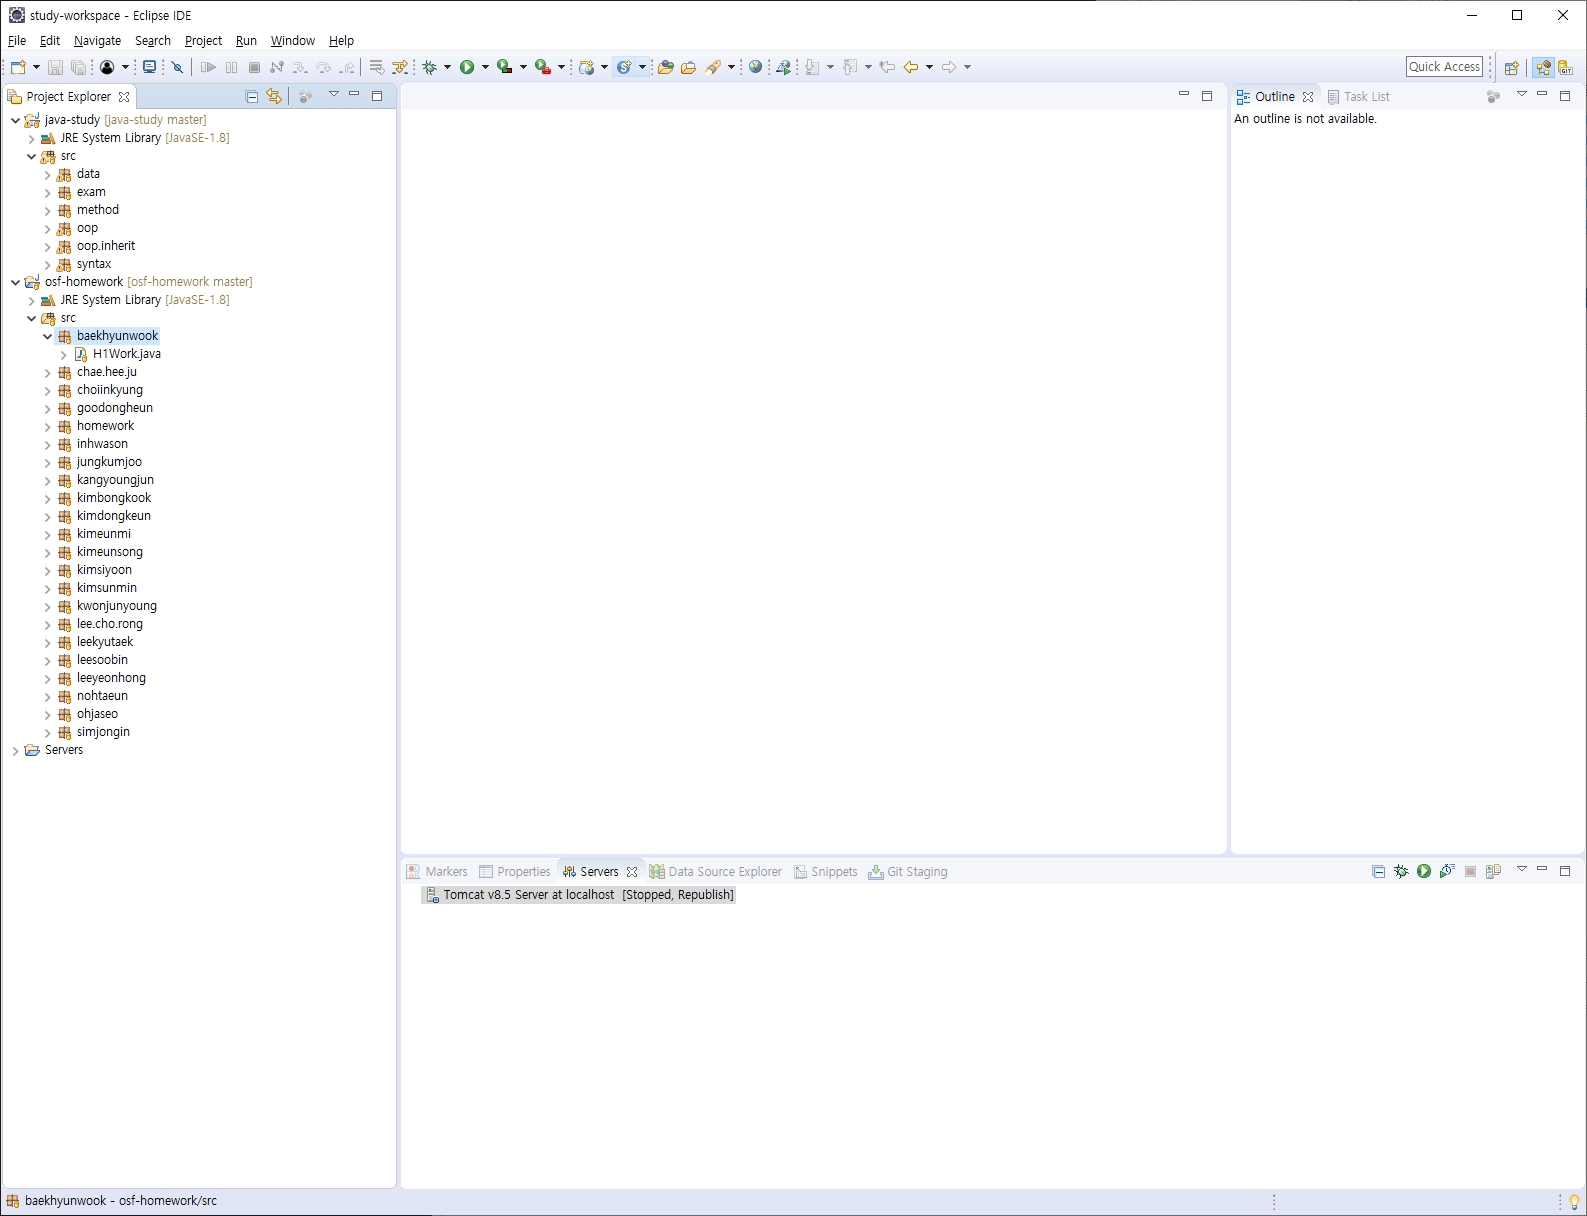 study-workspace - Eclipse IDE
File Edit Navigate Search Project Run Window Help
Quick Access
Project Explorer
java-study [java-study master]
JRE System Library [JavaSE-1.8]
src
data
exam
method
oop
oop.inherit
syntax
osf-homework [osf-homework master]
JRE System Library [JavaSE-1.8]
src
baekhyunwook
H1Work.java
chae.hee.ju
choiinkyung
goodongheun
homework
inhwason
jungkumjoo
kangyoungjun
kimbongkook
kimdongkeun
kimeunmi
kimeunsong
kimsiyoon
kimsunmin
kwonjunyoung
lee.cho.rong
leekyutaek
leesoobin
leeyeonhong
nohtaeun
ohjaseo
simjongin
Servers
Outline Task List
An outline is not available.
Markers Properties Servers Data Source Explorer Snippets Git Staging
Tomcat v8.5 Server at localhost [Stopped, Republish]
baekhyunwook - osf-homework/src